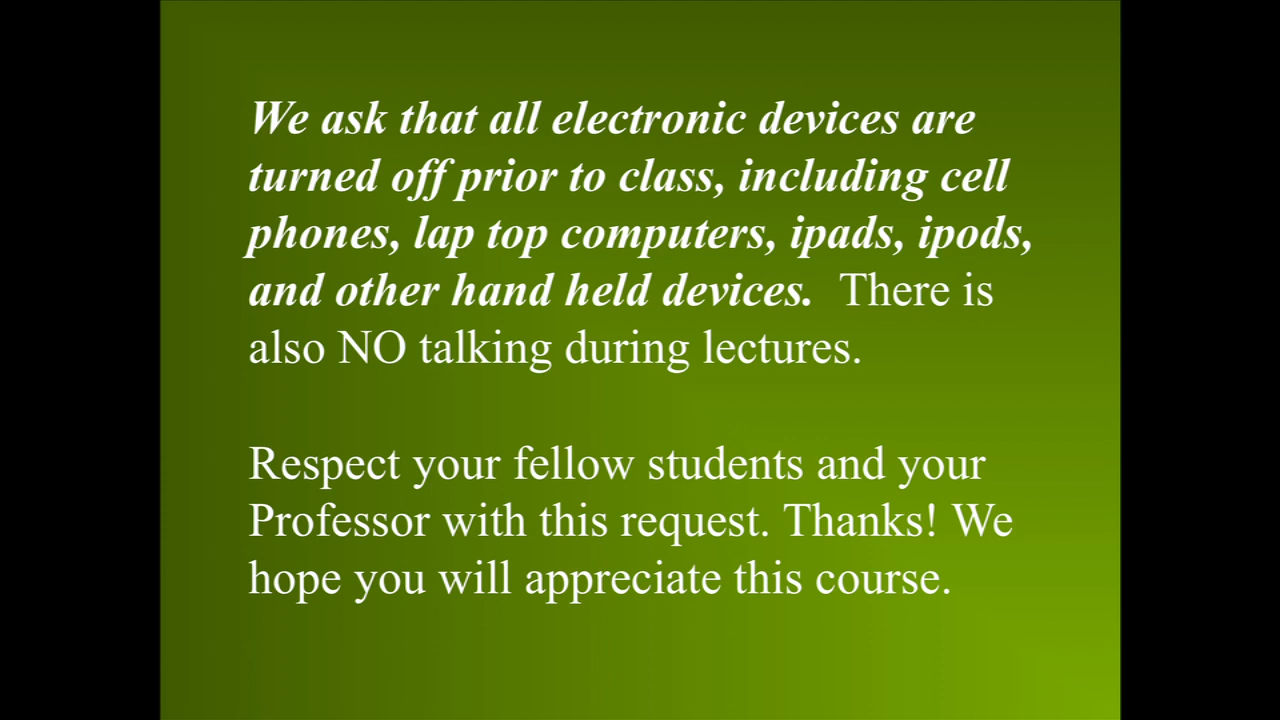 We ask that all electronic devices are
turned off prior to class, including cell
phones, lap top computers, ipads, ipods,
and other hand held devices.  There is
also NO talking during lectures.
Respect your fellow students and your
Professor with this request. Thanks! We
hope you will appreciate this course.